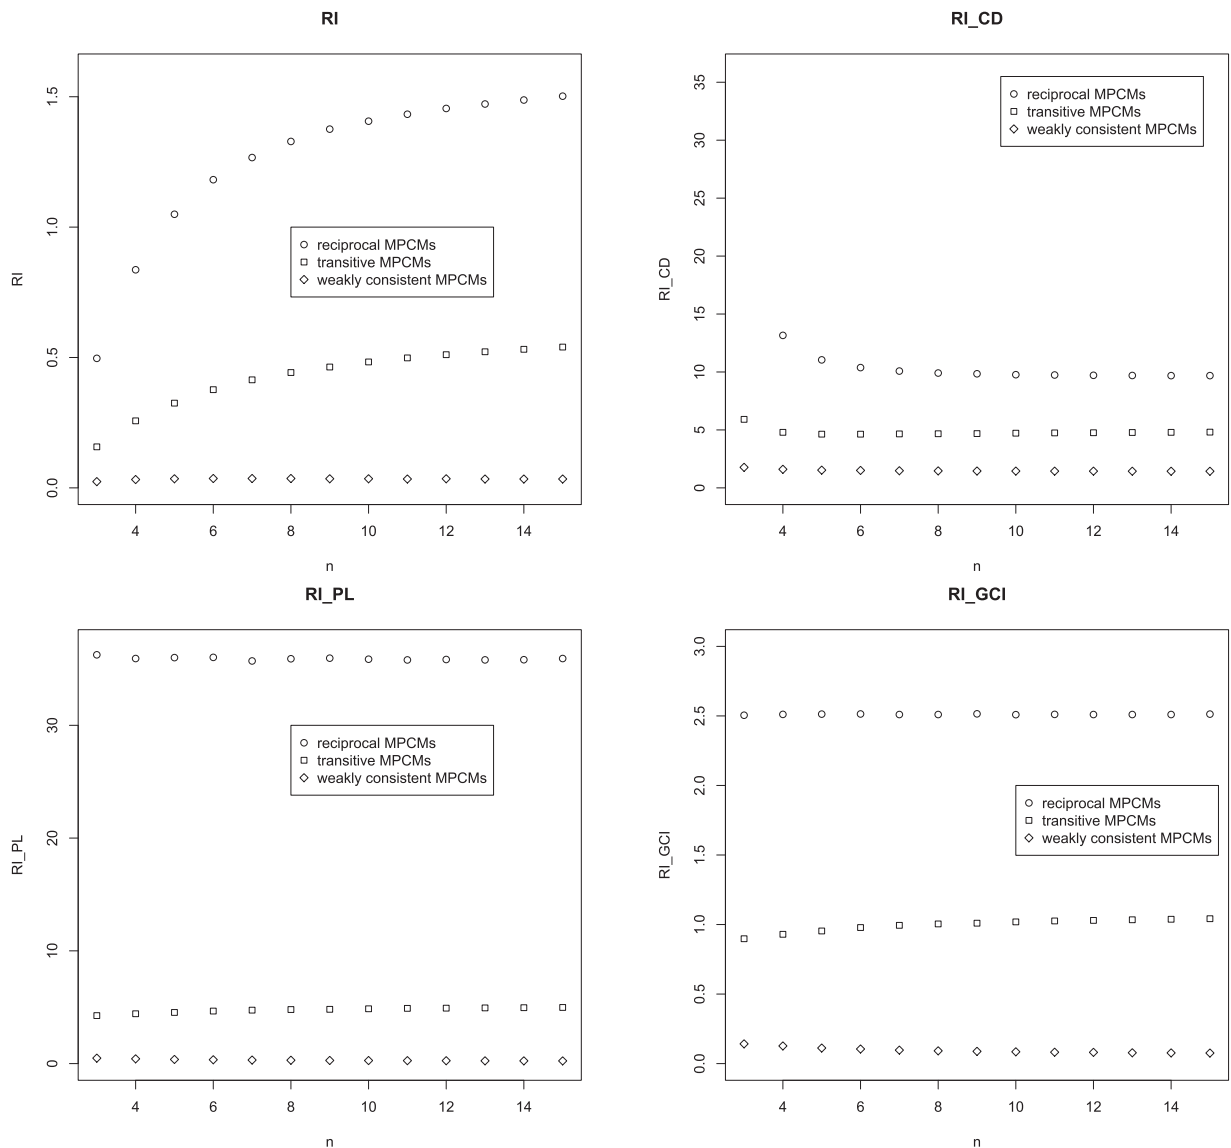 RI
RI
0.0
0.5
1.0
1.5
reciprocal MPCMs
transitive MPCMs
weakly consistent MPCMs
4 6 8 10 12 14
n
RI_CD
RI_CD
0 5 10 15 20 25 30 35
reciprocal MPCMs
transitive MPCMs
weakly consistent MPCMs
4 6 8 10 12 14
n
RI_PL
RI_PL
0 10 20 30
reciprocal MPCMs
transitive MPCMs
weakly consistent MPCMs
4 6 8 10 12 14
n
RI_GCI
RI_GCI
0.0 0.5 1.0 1.5 2.0 2.5 3.0
reciprocal MPCMs
transitive MPCMs
weakly consistent MPCMs
4 6 8 10 12 14
n